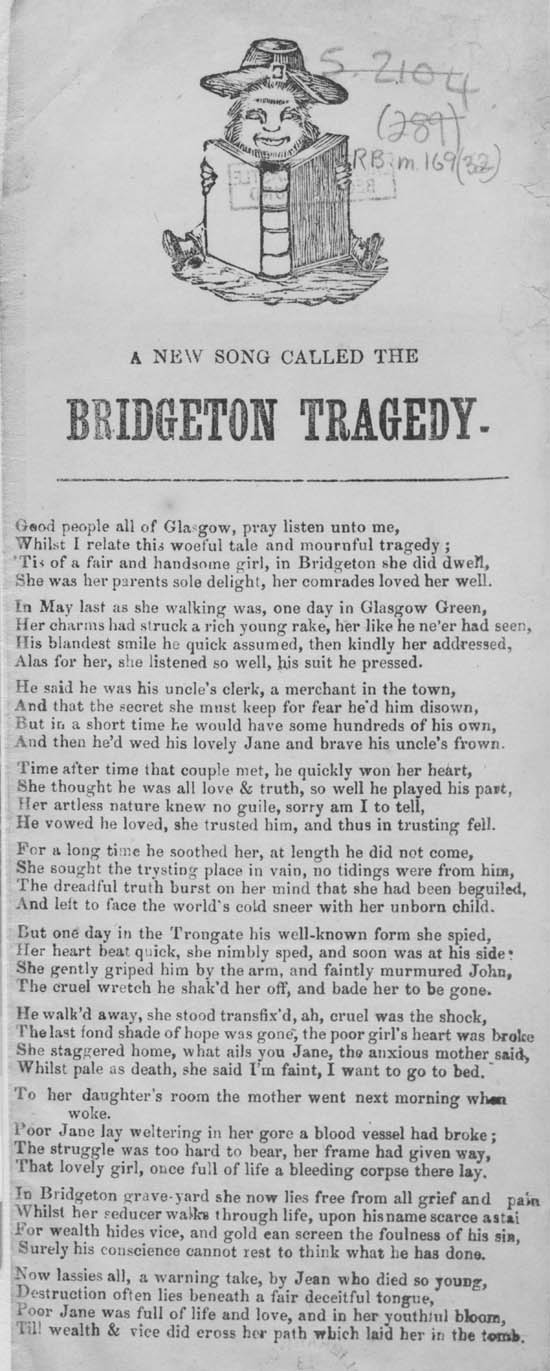 S. 2104
(289)
RB.m.169(32)
A NEW SONG CALLED THE
BRIDGETON TRAGEDY.
Good people all of Glasgow, pray listen unto me,
Whilst I relate this woeful tale and mournful tragedy ;
'Tis of a fair and handsome girl, in Bridgeton she did dwell,
She was her parents sole delight, her comrades loved her well.
In May last as she walking was, one day in Glasgow Green,
Her charms had struck a rich young rake, her like he ne'er had seen,
His blandest smile he quick assumed, then kindly her addressed,
Alas for her, she listened so well, his suit he pressed.
He said he was his uncle's clerk, a merchant in the town,
And that the secret she must keep for fear he'd him disown,
But in a short time he would have some hundreds of his own,
And then he'd wed his lovely Jane and brave his uncle's frown.
Time after time that couple met, he quickly won her heart,
She thought he was all love & truth, so well he played his part,
Her artless nature knew no guile, sorry am I to tell,
He vowed he loved, she trusted him, and thus in trusting fell.
For a long time he soothed her, at length he did not come,
She sought the trysting place in vain, no tidings were from him,
The dreadful truth burst on her mind that she had been beguiled,
And left to face the world's cold sneer with her unborn child.
But one day in the Trongate his well-known form she spied,
Her heart beat quick, she nimbly sped, and soon was at his side:
She gently griped him by the arm, and faintly murmured John,
The cruel wretch he shak'd her off, and bade her to be gone.
He walk'd away, she stood transfix'd, ah, cruel was the shock,
The last fond shade of hope was gone, the poor girl's heart was broke
She staggered home, what ails you Jane, the anxious mother said,
Whilst pale as death, she said I'm faint, I want to go to bed.
To her daughter's room the mother went next morning when
woke.
Poor Jane lay weltering in her gore a blood vessel had broke ;
The struggle was too hard to bear, her frame had given way,
That lovely girl, once full of life a bleeding corpse there lay.
In Bridgeton grave-yard she now lies free from all grief and pain
Whilst her seducer walks through life, upon his name scarce a stai
For wealth hides vice, and gold can screen the foulness of his sin,
Surely his conscience cannot rest to think what he has done.
Now lassies all, a warning take, by Jean who died so young,
Destruction often lies beneath a fair deceitful tongue,
Poor Jane was full of life and love, and in her youthful bloom,
Till wealth & vice did cross her path which laid her in the tomb.